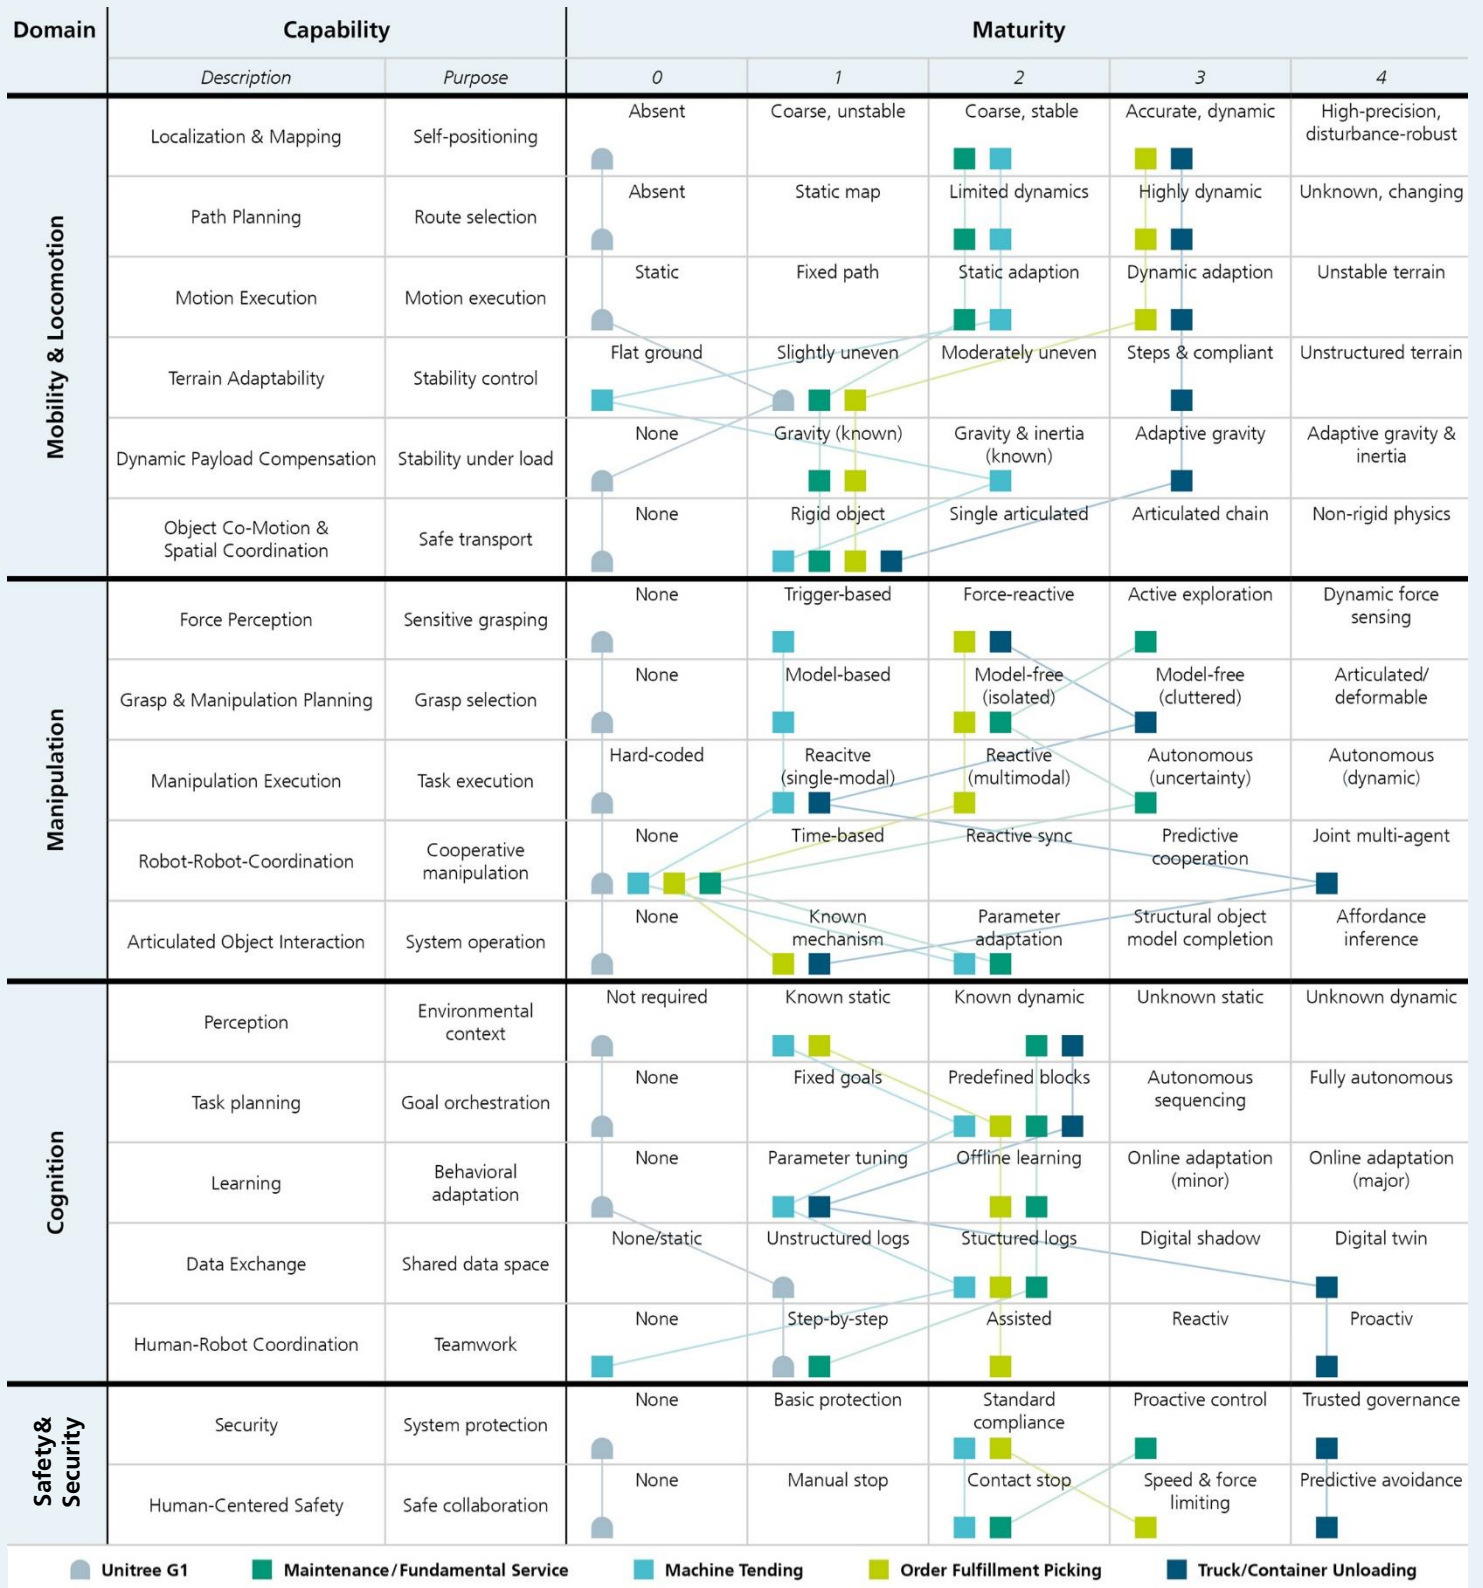 Domain Capability Maturity
Description Purpose 0 1 2 3 4
Mobility & Locomotion
Localization & Mapping Self-positioning Absent Coarse, unstable Coarse, stable Accurate, dynamic High-precision,
disturbance-robust
Path Planning Route selection Absent Static map Limited dynamics Highly dynamic Unknown, changing
Motion Execution Motion execution Static Fixed path Static adaption Dynamic adaption Unstable terrain
Terrain Adaptability Stability control Flat ground Slightly uneven Moderately uneven Steps & compliant Unstructured terrain
Dynamic Payload Compensation Stability under load None Gravity (known) Gravity & inertia
(known) Adaptive gravity Adaptive gravity &
inertia
Object Co-Motion &
Spatial Coordination Safe transport None Rigid object Single articulated Articulated chain Non-rigid physics
Manipulation
Force Perception Sensitive grasping None Trigger-based Force-reactive Active exploration Dynamic force
sensing
Grasp & Manipulation Planning Grasp selection None Model-based Model-free
(isolated) Model-free
(cluttered) Articulated/
deformable
Manipulation Execution Task execution Hard-coded Reacitve
(single-modal) Reactive
(multimodal) Autonomous
(uncertainty) Autonomous
(dynamic)
Robot-Robot-Coordination Cooperative
manipulation None Time-based Reactive sync Predictive
cooperation Joint multi-agent
Articulated Object Interaction System operation None Known
mechanism Parameter
adaptation Structural object
model completion Affordance
inference
Cognition
Perception Environmental
context Not required Known static Known dynamic Unknown static Unknown dynamic
Task planning Goal orchestration None Fixed goals Predefined blocks Autonomous
sequencing Fully autonomous
Learning Behavioral
adaptation None Parameter tuning Offline learning Online adaptation
(minor) Online adaptation
(major)
Data Exchange Shared data space None/static Unstructured logs Stuctured logs Digital shadow Digital twin
Human-Robot Coordination Teamwork None Step-by-step Assisted Reactiv Proactiv
Safety&
Security
Security System protection None Basic protection Standard
compliance Proactive control Trusted governance
Human-Centered Safety Safe collaboration None Manual stop Contact stop Speed & force
limiting Predictive avoidance
Unitree G1 Maintenance/Fundamental Service Machine Tending Order Fulfillment Picking Truck/Container Unloading